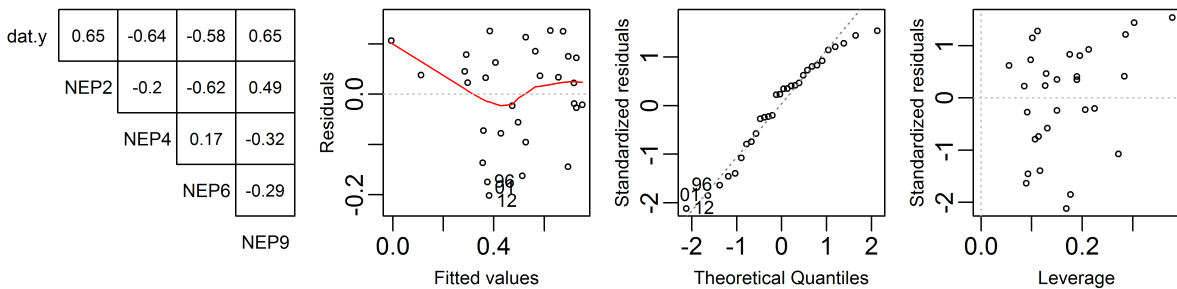 dat.y 0.65 -0.64 -0.58 0.65
NEP2 -0.2 -0.62 0.49
NEP4 0.17 -0.32
NEP6 -0.29
NEP9
Residuals
0.0
-0.2
96
01
12
0.0 0.4
Fitted values
Standardized residuals
1
0
-1
-2
96
01
12
-2 -1 0 1 2
Theoretical Quantiles
Standardized residuals
1
0
-1
-2
0.0 0.2
Leverage